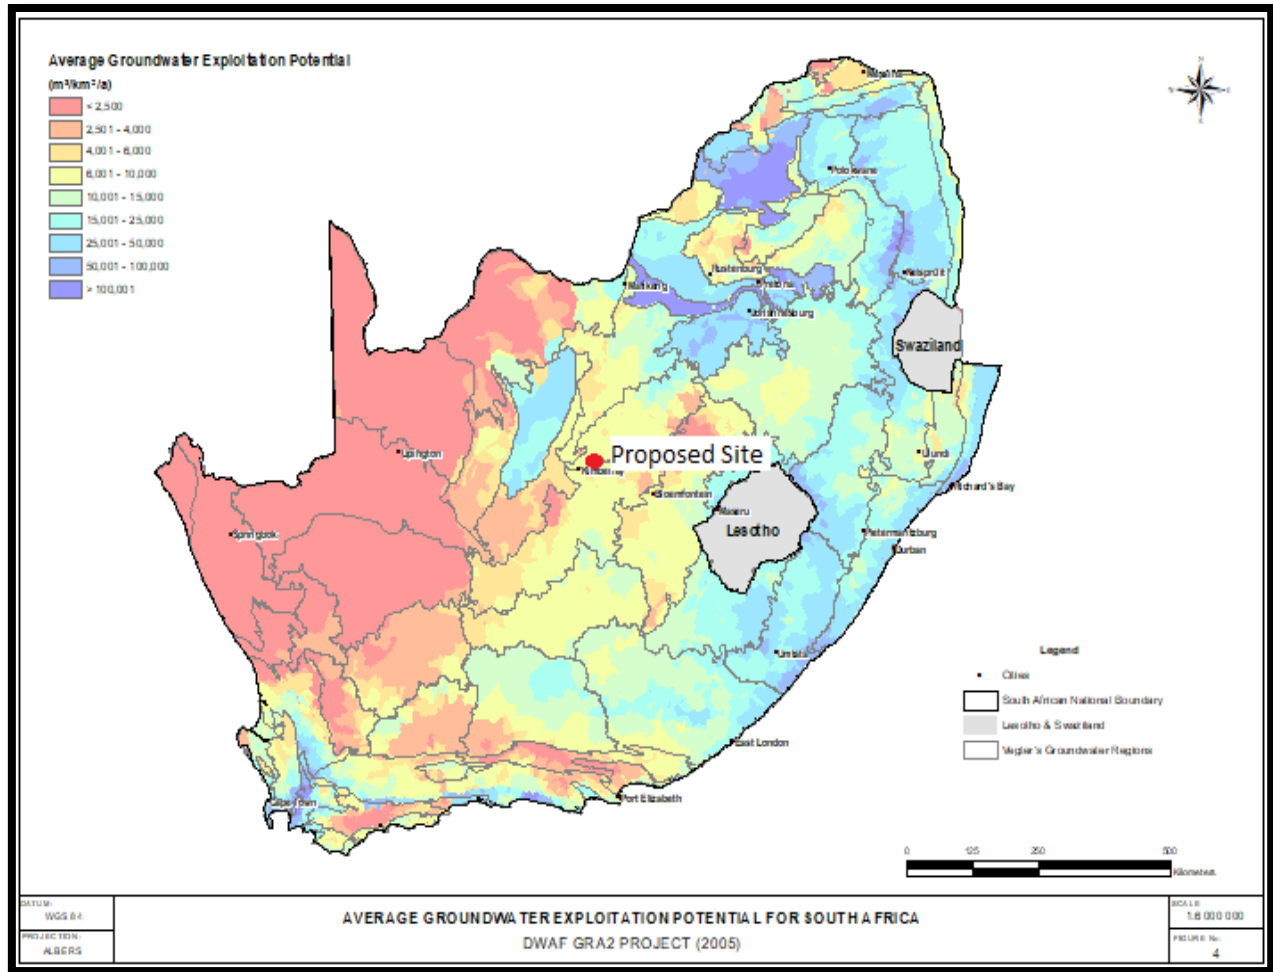 Average Groundwater Exploitation Potential
(m³/km²/a)
< 2,500
2,501 - 4,000
4,001 - 6,000
6,001 - 10,000
10,001 - 15,000
15,001 - 25,000
25,001 - 50,000
50,001 - 100,000
> 100,001
Polokwane
Nelspruit
Rustenburg
Pretoria
Mafikeng
Johannesburg
Swaziland
Upington
Proposed Site
Kimberley
Ulundi
Richard's Bay
Bloemfontein
Maseru
Lesotho
Springbok
Pietermaritzburg
Durban
Umtata
East London
Cape Town
Port Elizabeth
Legend
Cities
South African National Boundary
Lesotho & Swaziland
Vegter's Groundwater Regions
0 125 250 500
Kilometers
DATUM:
WGS 84
PROJECTION:
ALBERS
AVERAGE GROUNDWATER EXPLOITATION POTENTIAL FOR SOUTH AFRICA
DWAF GRA2 PROJECT (2005)
SCALE
1:6 000 000
FIGURE No.
4